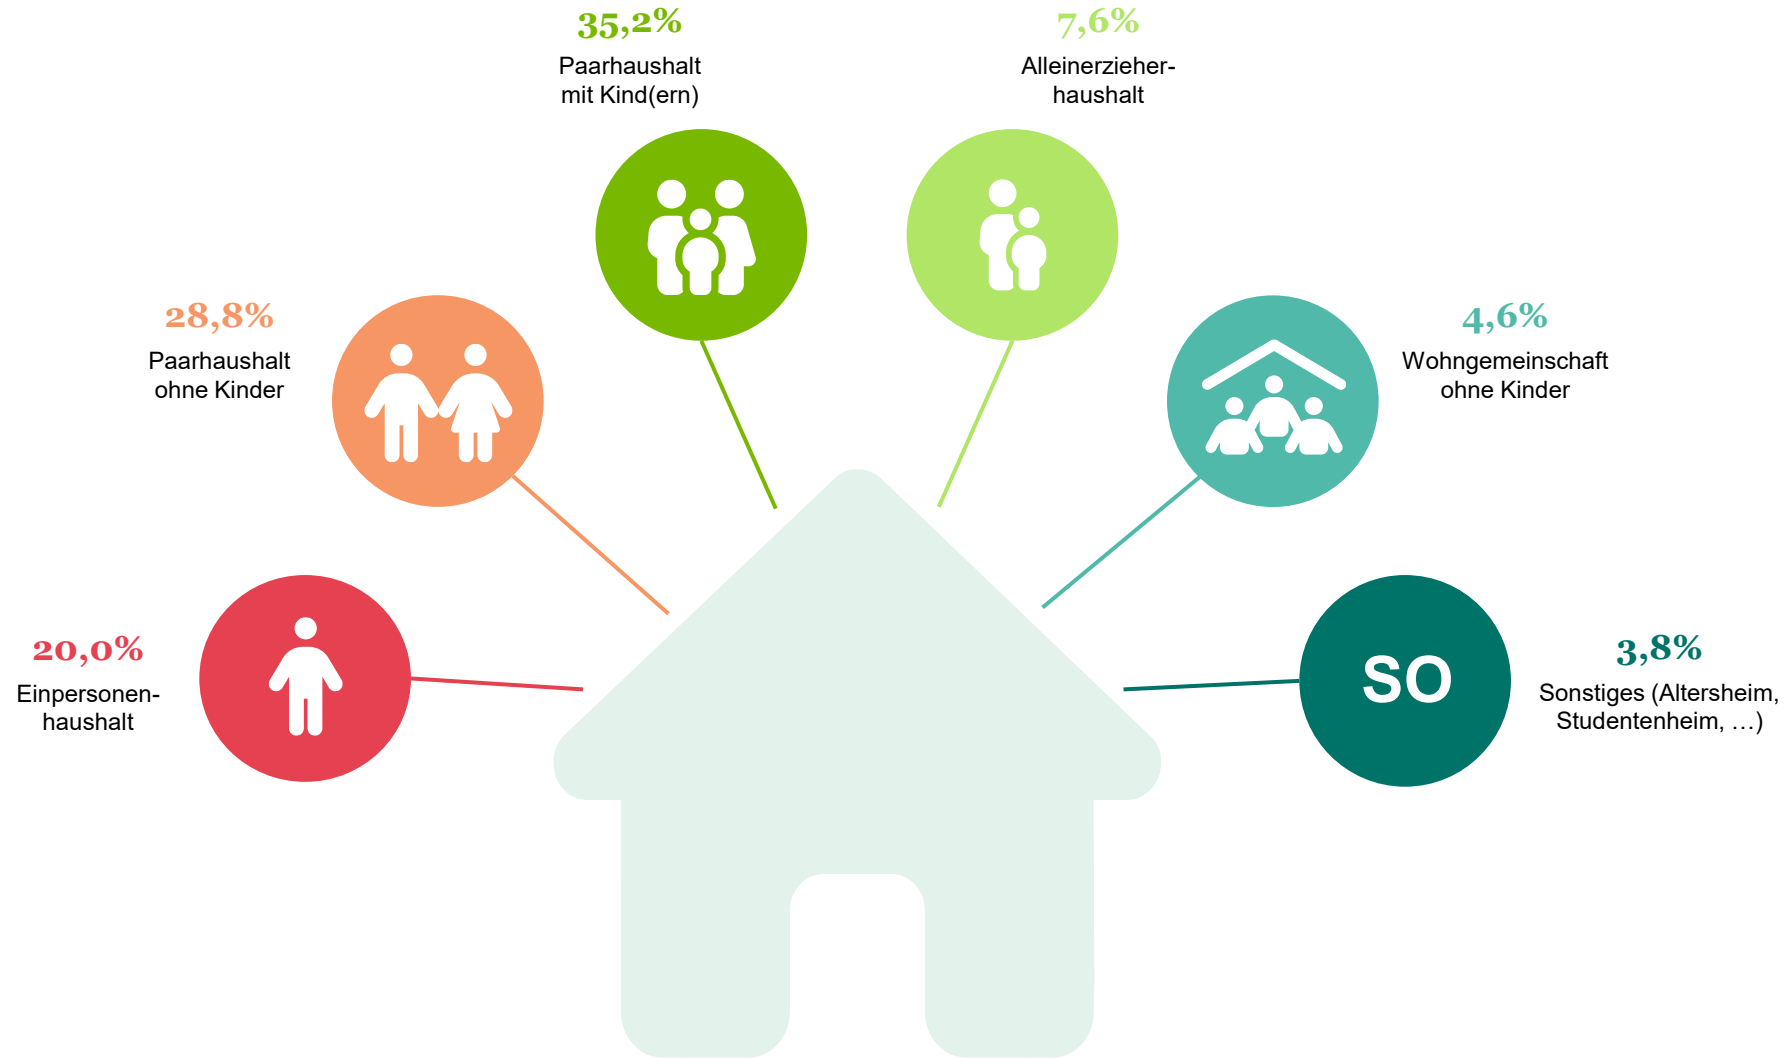 35,2%
Paarhaushalt
mit Kind(ern)
7,6%
Alleinerzieher-
haushalt
28,8%
Paarhaushalt
ohne Kinder
4,6%
Wohngemeinschaft
ohne Kinder
20,0%
Einpersonen-
haushalt
SO
3,8%
Sonstiges (Altersheim,
Studentenheim, …)